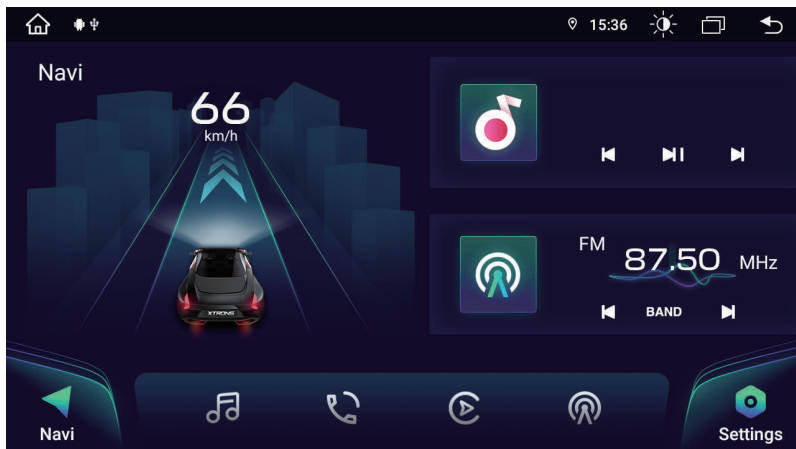 15:36
Navi
66
km/h
XTRONS
FM
87.50
MHz
BAND
Navi
Settings